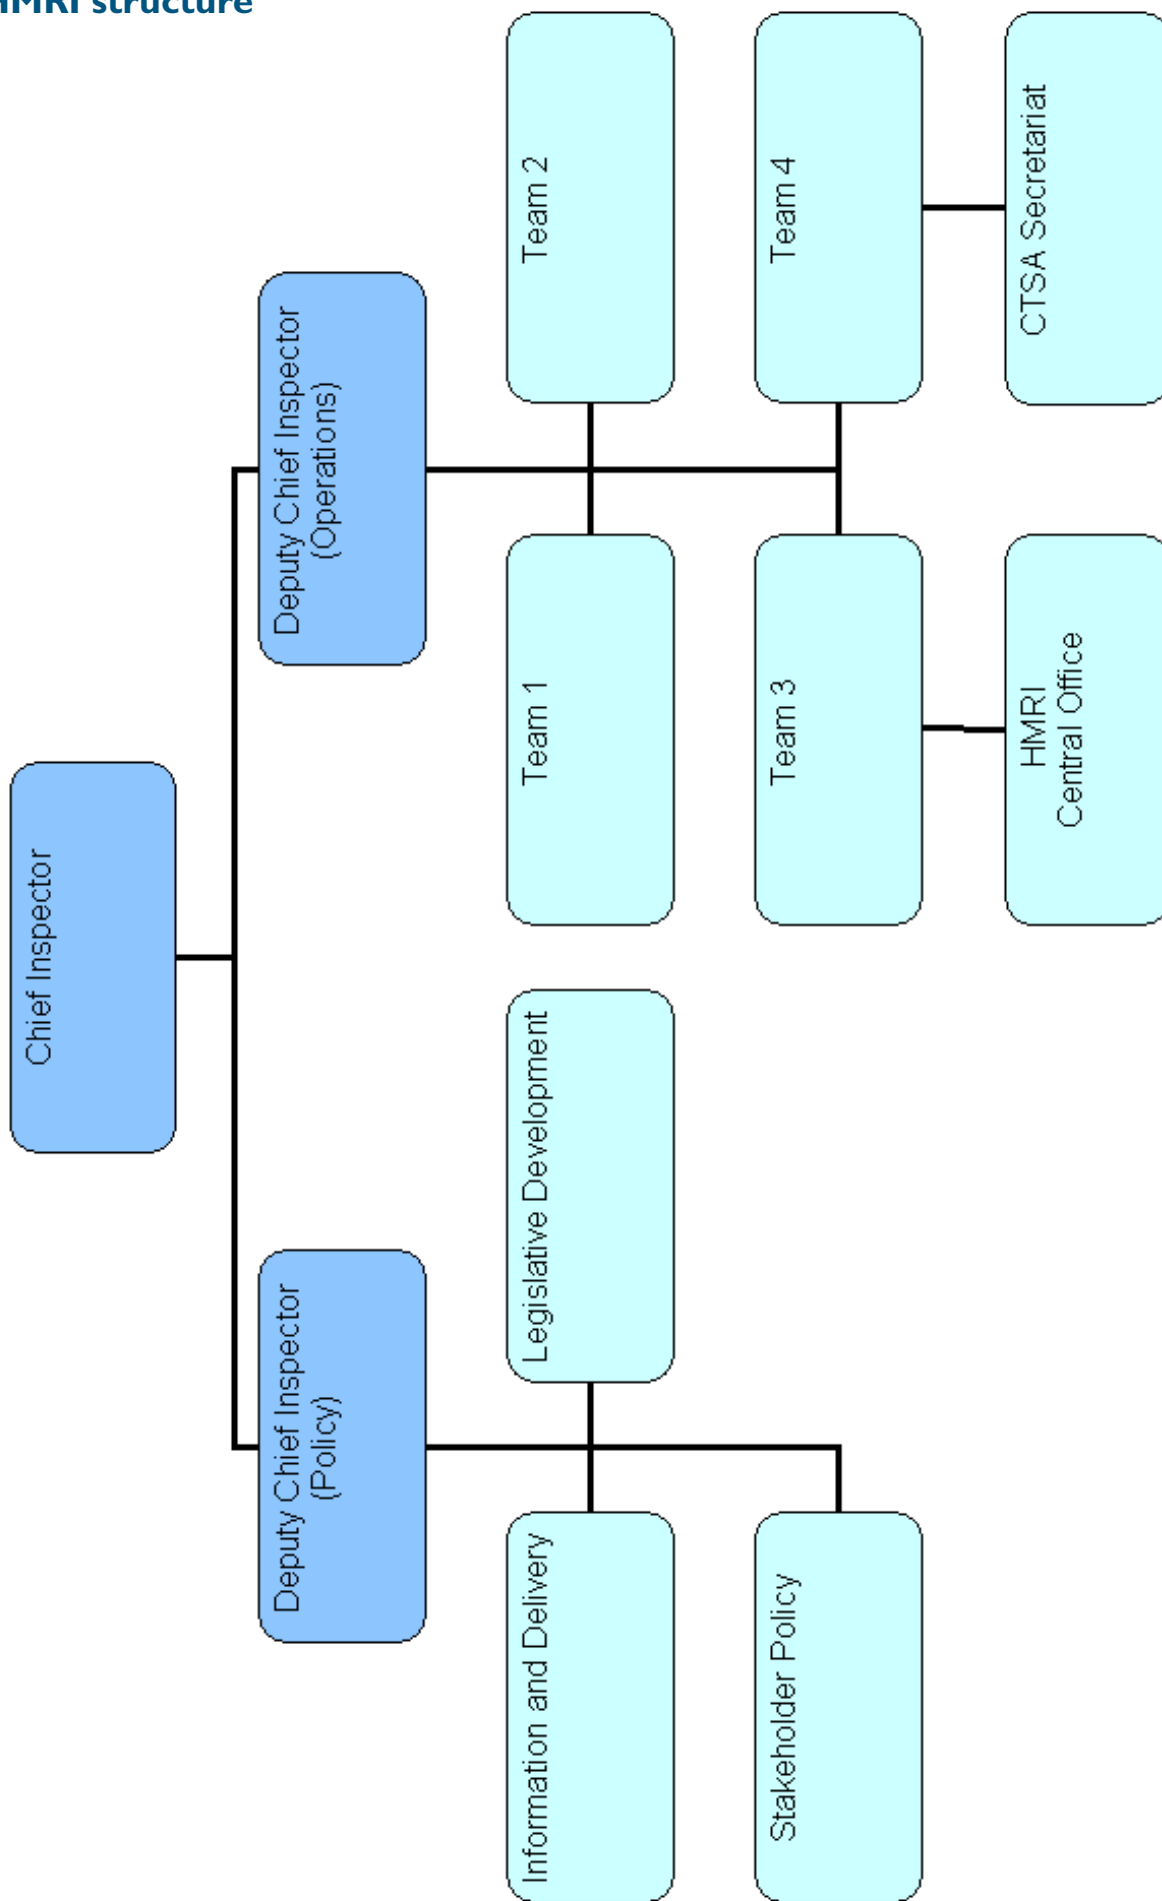 HMRI structure
Chief Inspector
Deputy Chief Inspector
(Policy)
Deputy Chief Inspector
(Operations)
Information and Delivery
Legislative Development
Team 1
Team 2
Stakeholder Policy
Team 3
Team 4
HMRI
Central Office
CTSA Secretariat